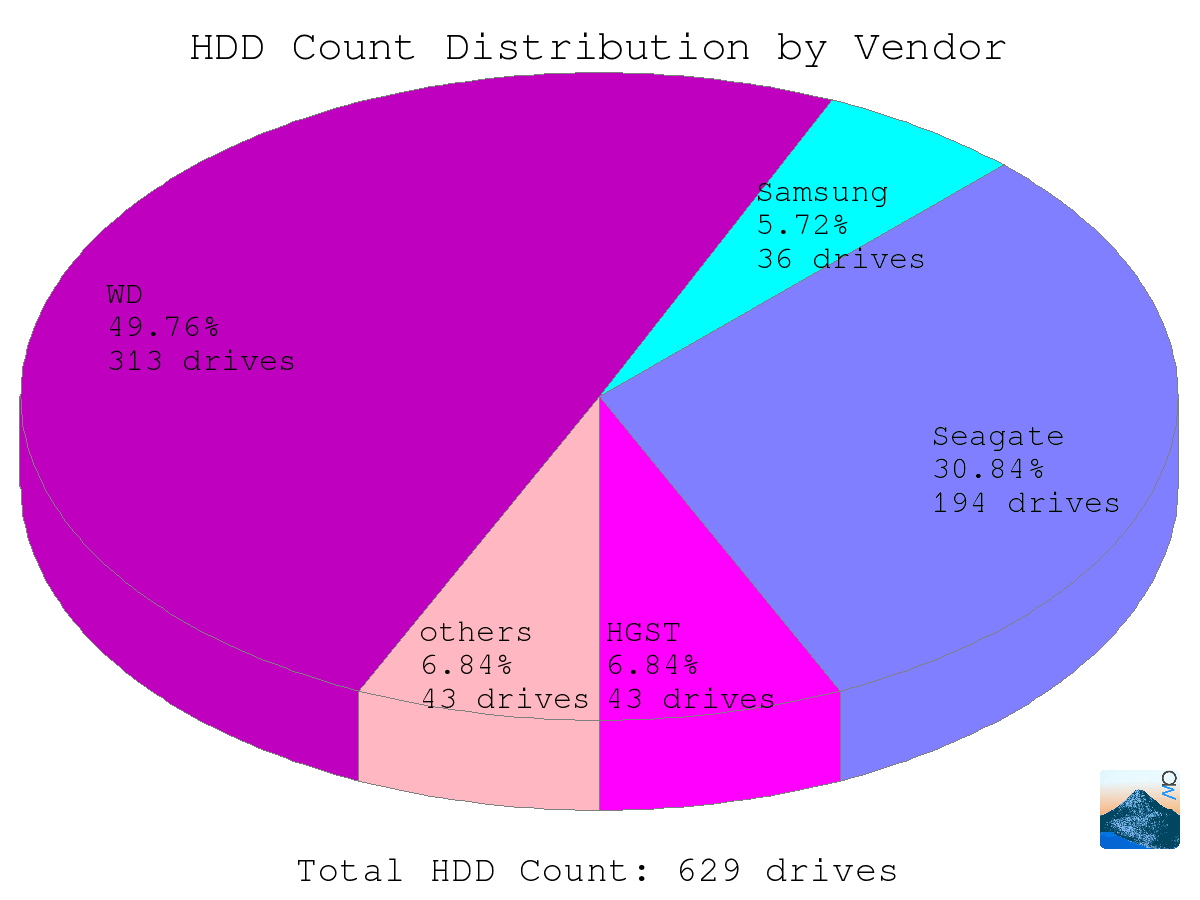 HDD Count Distribution by Vendor
Samsung
5.72%
36 drives
WD
49.76%
313 drives
Seagate
30.84%
194 drives
others
6.84%
43 drives
HGST
6.84%
43 drives
Total HDD Count: 629 drives